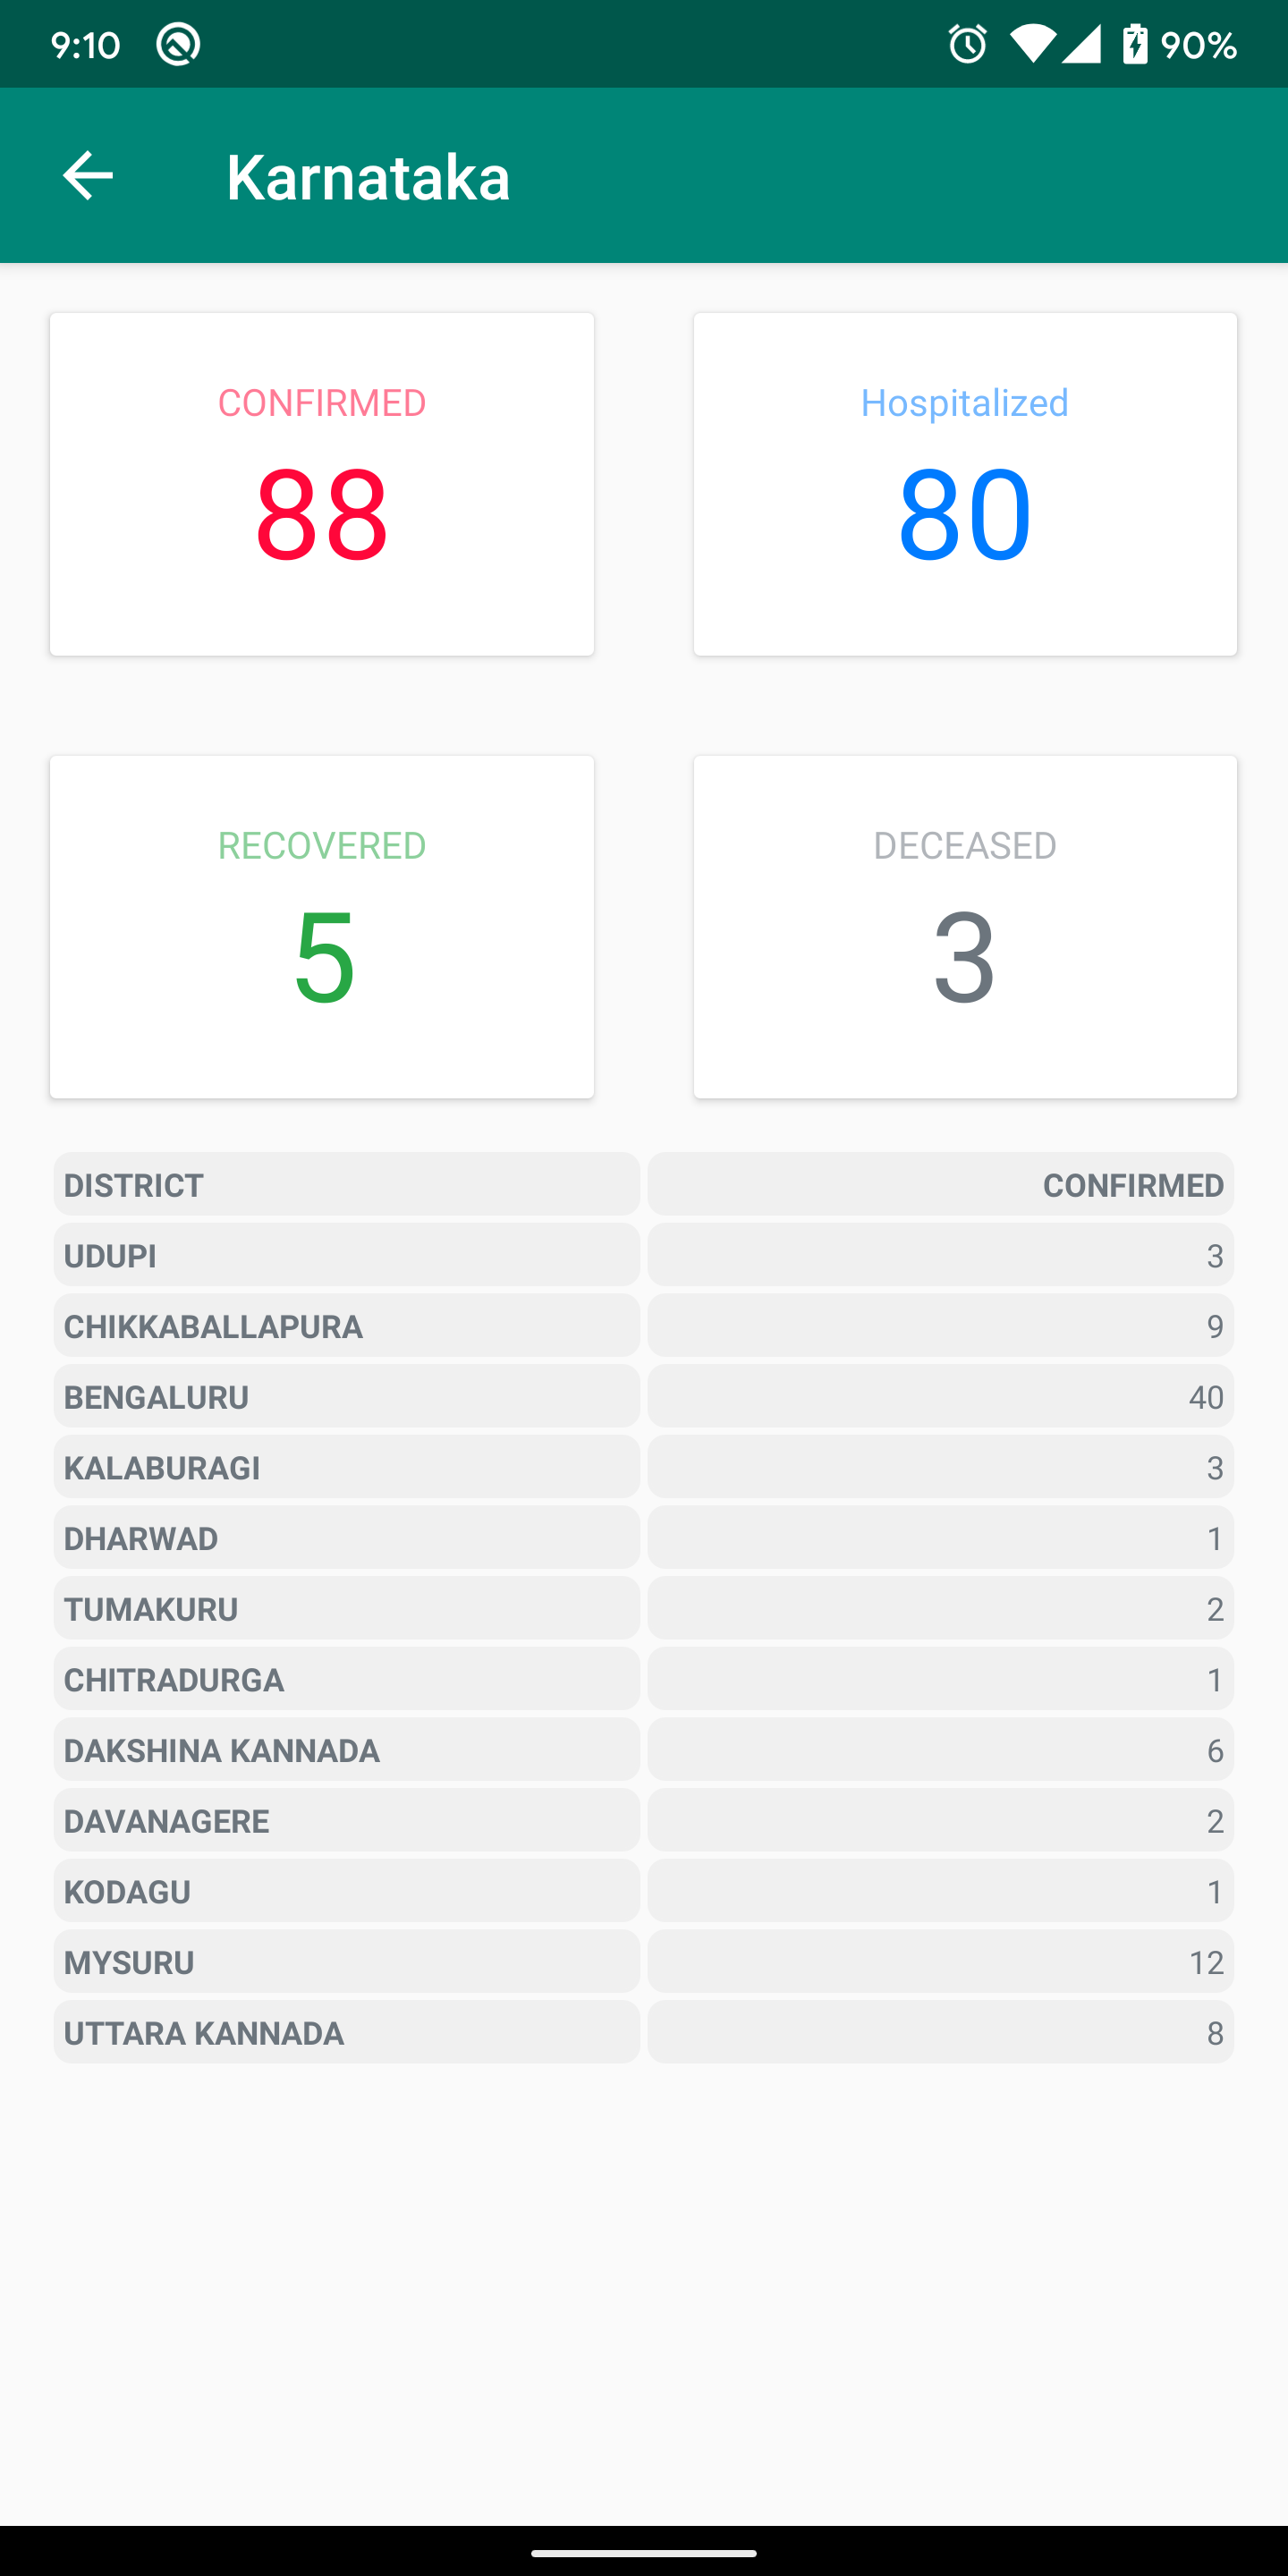 9:10 90%
Karnataka
CONFIRMED Hospitalized
88 80
RECOVERED DECEASED
5 3
DISTRICT CONFIRMED
UDUPI 3
CHIKKABALLAPURA 9
BENGALURU 40
KALABURAGI 3
DHARWAD 1
TUMAKURU 2
CHITRADURGA 1
DAKSHINA KANNADA 6
DAVANAGERE 2
KODAGU 1
MYSURU 12
UTTARA KANNADA 8